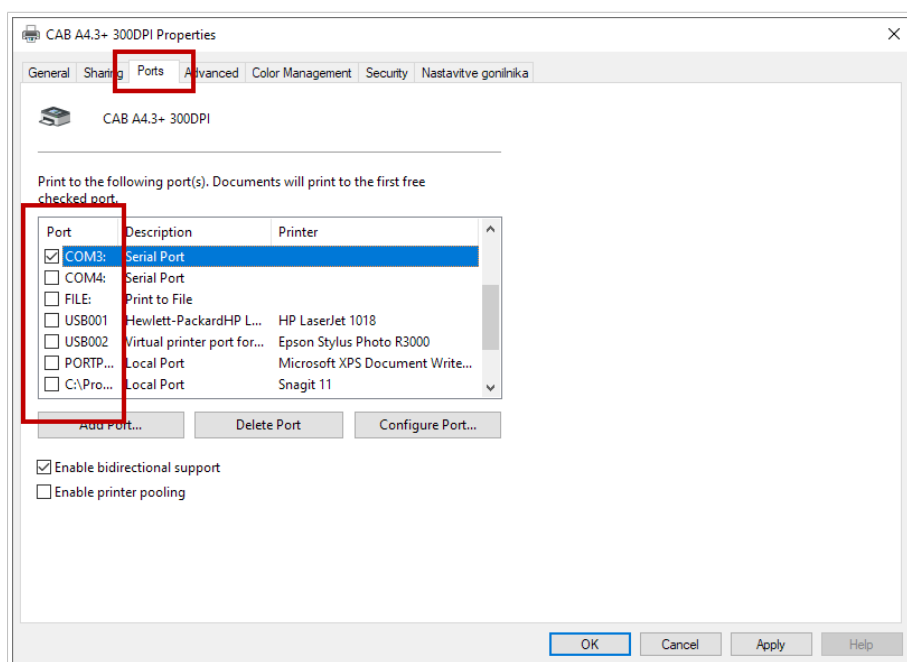 CAB A4.3+ 300DPI Properties
General Sharing Ports Advanced Color Management Security Nastavitve gonilnika
CAB A4.3+ 300DPI
Print to the following port(s). Documents will print to the first free
checked port.
Port Description Printer
COM3: Serial Port
COM4: Serial Port
FILE: Print to File
USB001 Hewlett-PackardHP L... HP LaserJet 1018
USB002 Virtual printer port for... Epson Stylus Photo R3000
PORTP... Local Port Microsoft XPS Document Write...
C:\Pro... Local Port Snagit 11
Add Port... Delete Port Configure Port...
Enable bidirectional support
Enable printer pooling
OK Cancel Apply Help